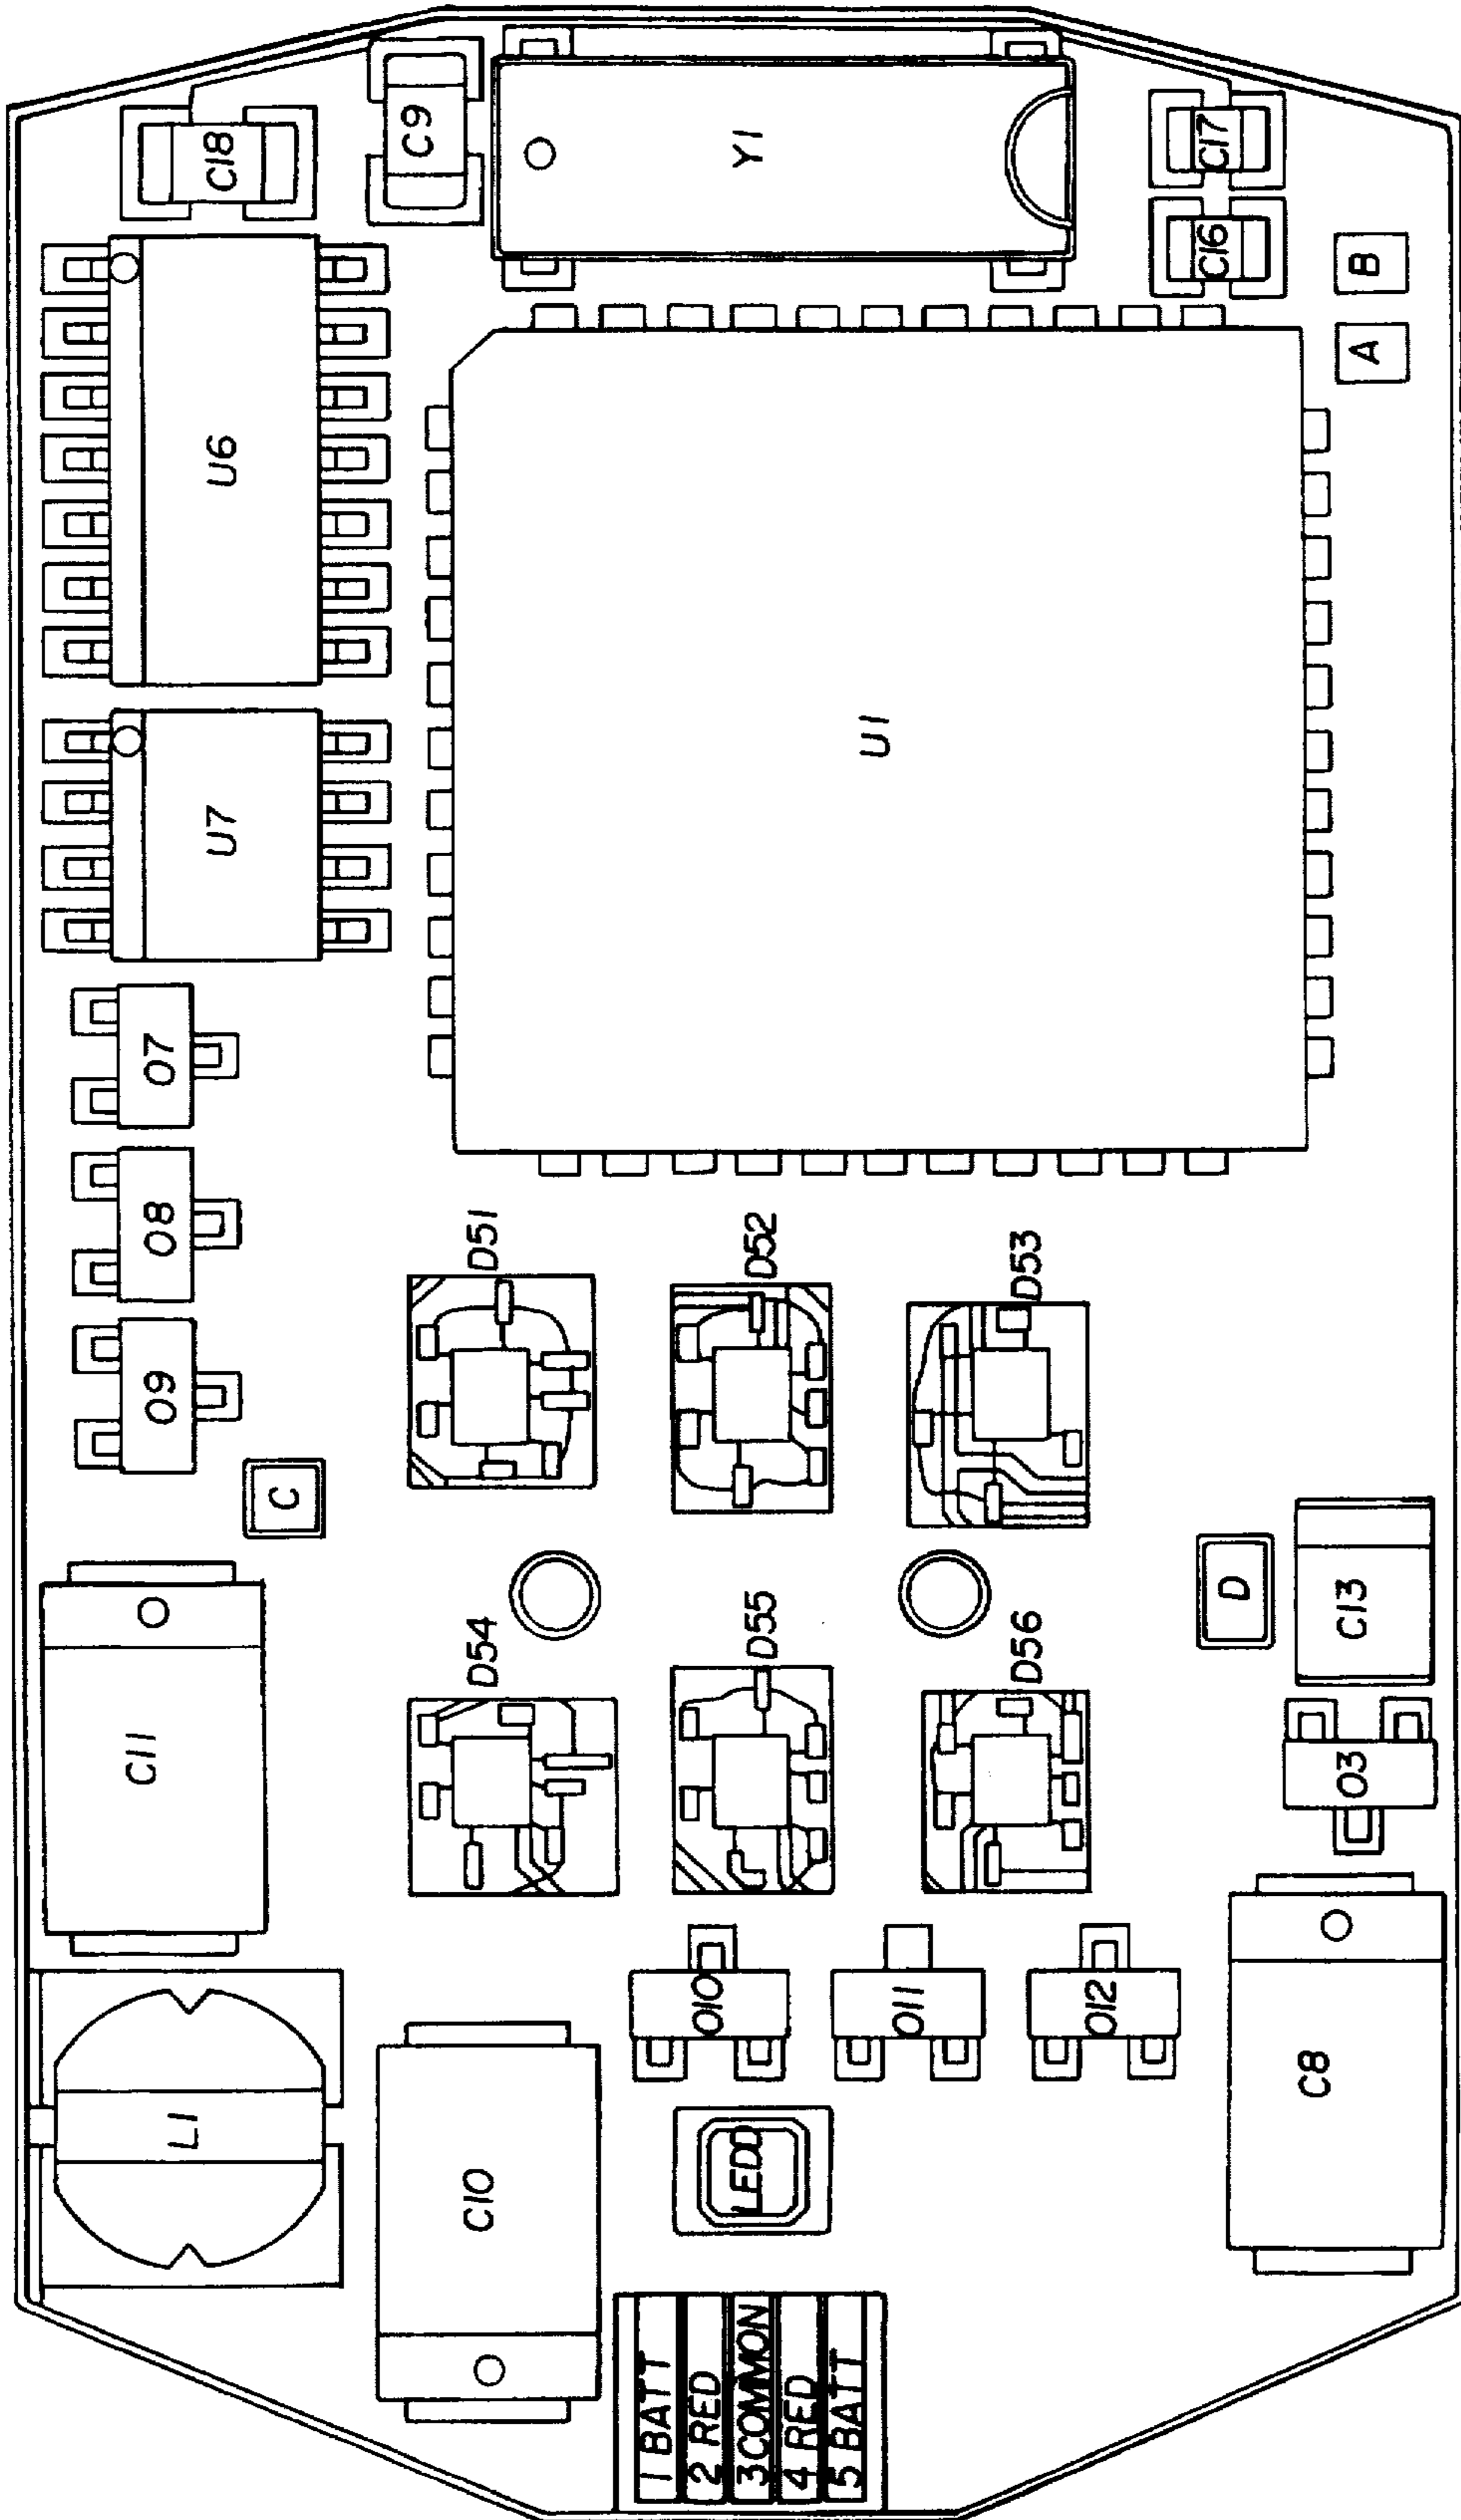 C18
C9
Y1
C17
C16
B
A
U6
U1
U7
O7
O8
O9
D51
D52
D53
C
D54
D55
D56
D
C13
C11
O3
O10
O11
O12
C8
L1
C10
LEDD
1 BATT
2 RED
3 COMMON
4 RED
5 BATT